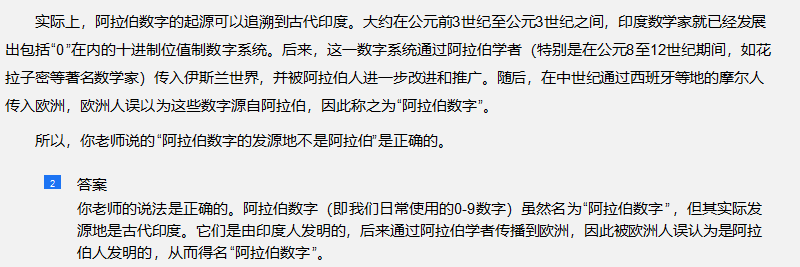 实际上，阿拉伯数字的起源可以追溯到古代印度。大约在公元前3世纪至公元3世纪之间，印度数学家就已经发展
出包括“0”在内的十进制位值制数字系统。后来，这一数字系统通过阿拉伯学者（特别是在公元8至12世纪期间，如花
拉子密等著名数学家）传入伊斯兰世界，并被阿拉伯人进一步改进和推广。随后，在中世纪通过西班牙等地的摩尔人
传入欧洲，欧洲人误以为这些数字源自阿拉伯，因此称之为“阿拉伯数字”。
所以，你老师说的“阿拉伯数字的发源地不是阿拉伯”是正确的。
2 答案
你老师的说法是正确的。阿拉伯数字（即我们日常使用的0-9数字）虽然名为“阿拉伯数字”，但其实际发
源地是古代印度。它们是由印度人发明的，后来通过阿拉伯学者传播到欧洲，因此被欧洲人误认为是阿拉
伯人发明的，从而得名“阿拉伯数字”。